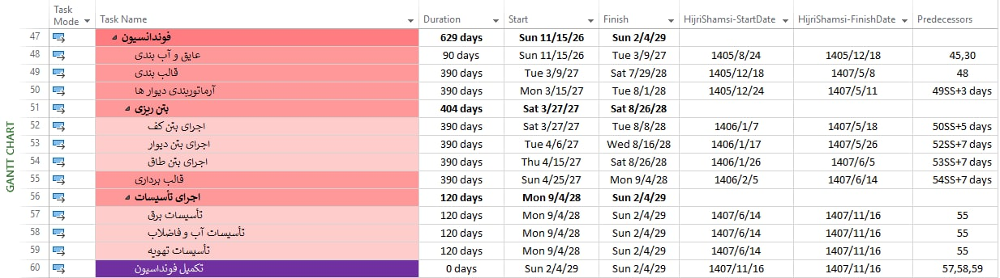 Task Mode Task Name Duration Start Finish HijriShamsi-StartDate HijriShamsi-FinishDate Predecessors
47 فوندانسیون 629 days Sun 11/15/26 Sun 2/4/29
48 عایق و آب بندی 90 days Sun 11/15/26 Tue 3/9/27 1405/8/24 1405/12/18 45,30
49 قالب بندی 390 days Tue 3/9/27 Sat 7/29/28 1405/12/18 1407/5/8 48
50 آرماتوربندی دیوار ها 390 days Mon 3/15/27 Tue 8/1/28 1405/12/24 1407/5/11 49SS+3 days
51 بتن ریزی 404 days Sat 3/27/27 Sat 8/26/28
52 اجرای بتن کف 390 days Sat 3/27/27 Tue 8/8/28 1406/1/7 1407/5/18 50SS+5 days
53 اجرای بتن دیوار 390 days Tue 4/6/27 Wed 8/16/28 1406/1/17 1407/5/26 52SS+7 days
54 اجرای بتن طاق 390 days Thu 4/15/27 Sat 8/26/28 1406/1/26 1407/6/5 53SS+7 days
55 قالب برداری 390 days Sun 4/25/27 Mon 9/4/28 1406/2/5 1407/6/14 54SS+7 days
56 اجرای تأسیسات 120 days Mon 9/4/28 Sun 2/4/29
57 تأسیسات برق 120 days Mon 9/4/28 Sun 2/4/29 1407/6/14 1407/11/16 55
58 تأسیسات آب و فاضلاب 120 days Mon 9/4/28 Sun 2/4/29 1407/6/14 1407/11/16 55
59 تأسیسات تهویه 120 days Mon 9/4/28 Sun 2/4/29 1407/6/14 1407/11/16 55
60 تکمیل فونداسیون 0 days Sun 2/4/29 Sun 2/4/29 1407/11/16 1407/11/16 57,58,59
GANTT CHART